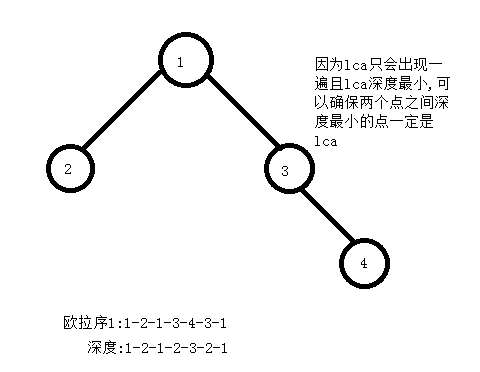 1
因为lca只会出现一
遍且lca深度最小,可
以确保两个点之间深
度最小的点一定是
lca
2
3
4
欧拉序1:1-2-1-3-4-3-1
深度:1-2-1-2-3-2-1